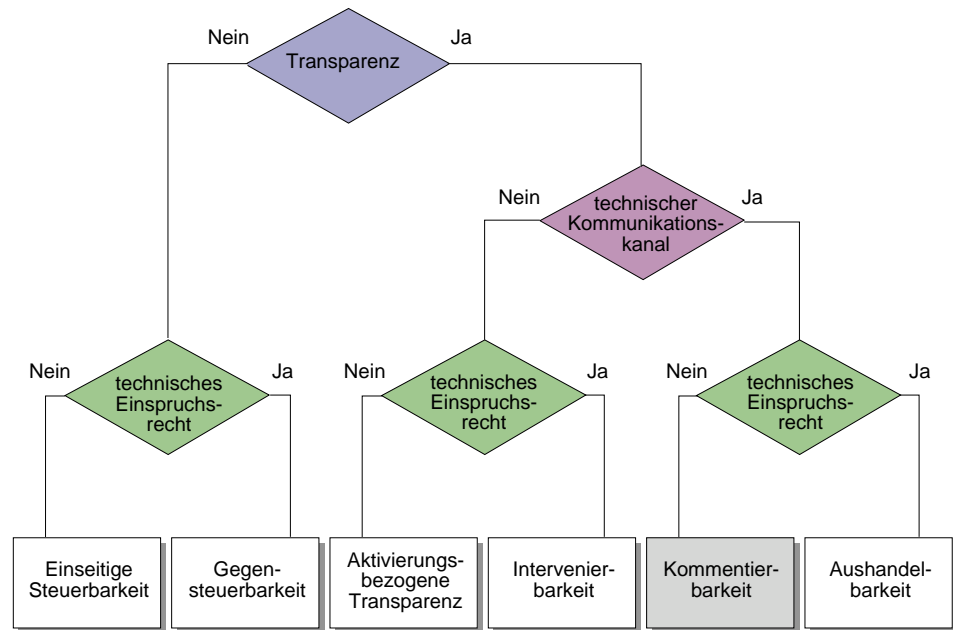 Nein
Ja
Transparenz
Nein
Ja
technischer
Kommunikations-
kanal
Nein
Ja
technisches
Einspruchs-
recht
Nein
Ja
technisches
Einspruchs-
recht
Nein
Ja
technisches
Einspruchs-
recht
Einseitige
Steuerbarkeit
Gegen-
steuerbarkeit
Aktivierungs-
bezogene
Transparenz
Intervenier-
barkeit
Kommentier-
barkeit
Aushandel-
barkeit